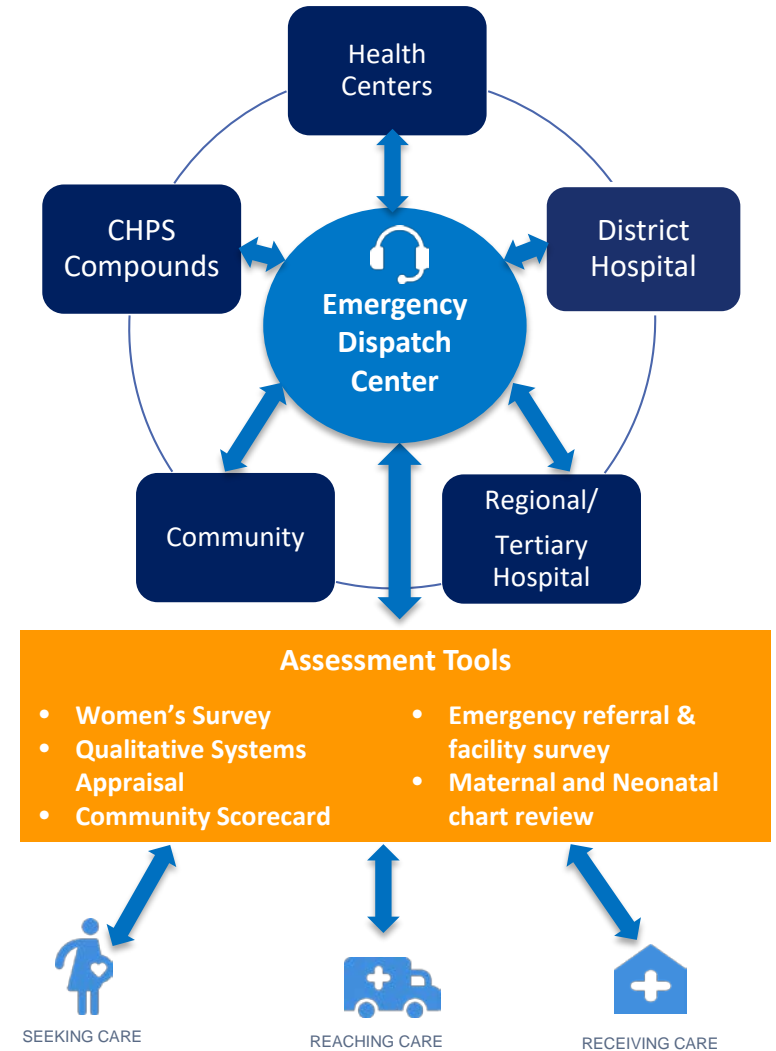 Health
Centers
CHPS
Compounds
District
Hospital
Emergency
Dispatch
Center
Community
Regional/
Tertiary
Hospital
Assessment Tools
• Women’s Survey
• Qualitative Systems
Appraisal
• Community Scorecard
• Emergency referral &
facility survey
• Maternal and Neonatal
chart review
SEEKING CARE
REACHING CARE
RECEIVING CARE